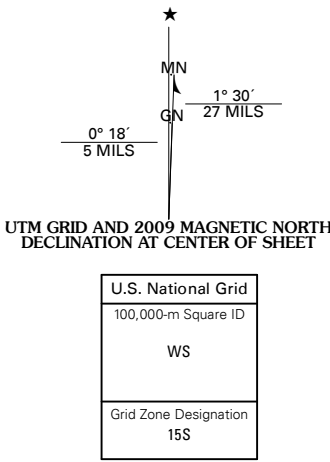 ★
MN
1° 30´
27 MILS
GN
0° 18´
5 MILS
UTM GRID AND 2009 MAGNETIC NORTH
DECLINATION AT CENTER OF SHEET
U.S. National Grid
100,000-m Square ID
WS
Grid Zone Designation
15S